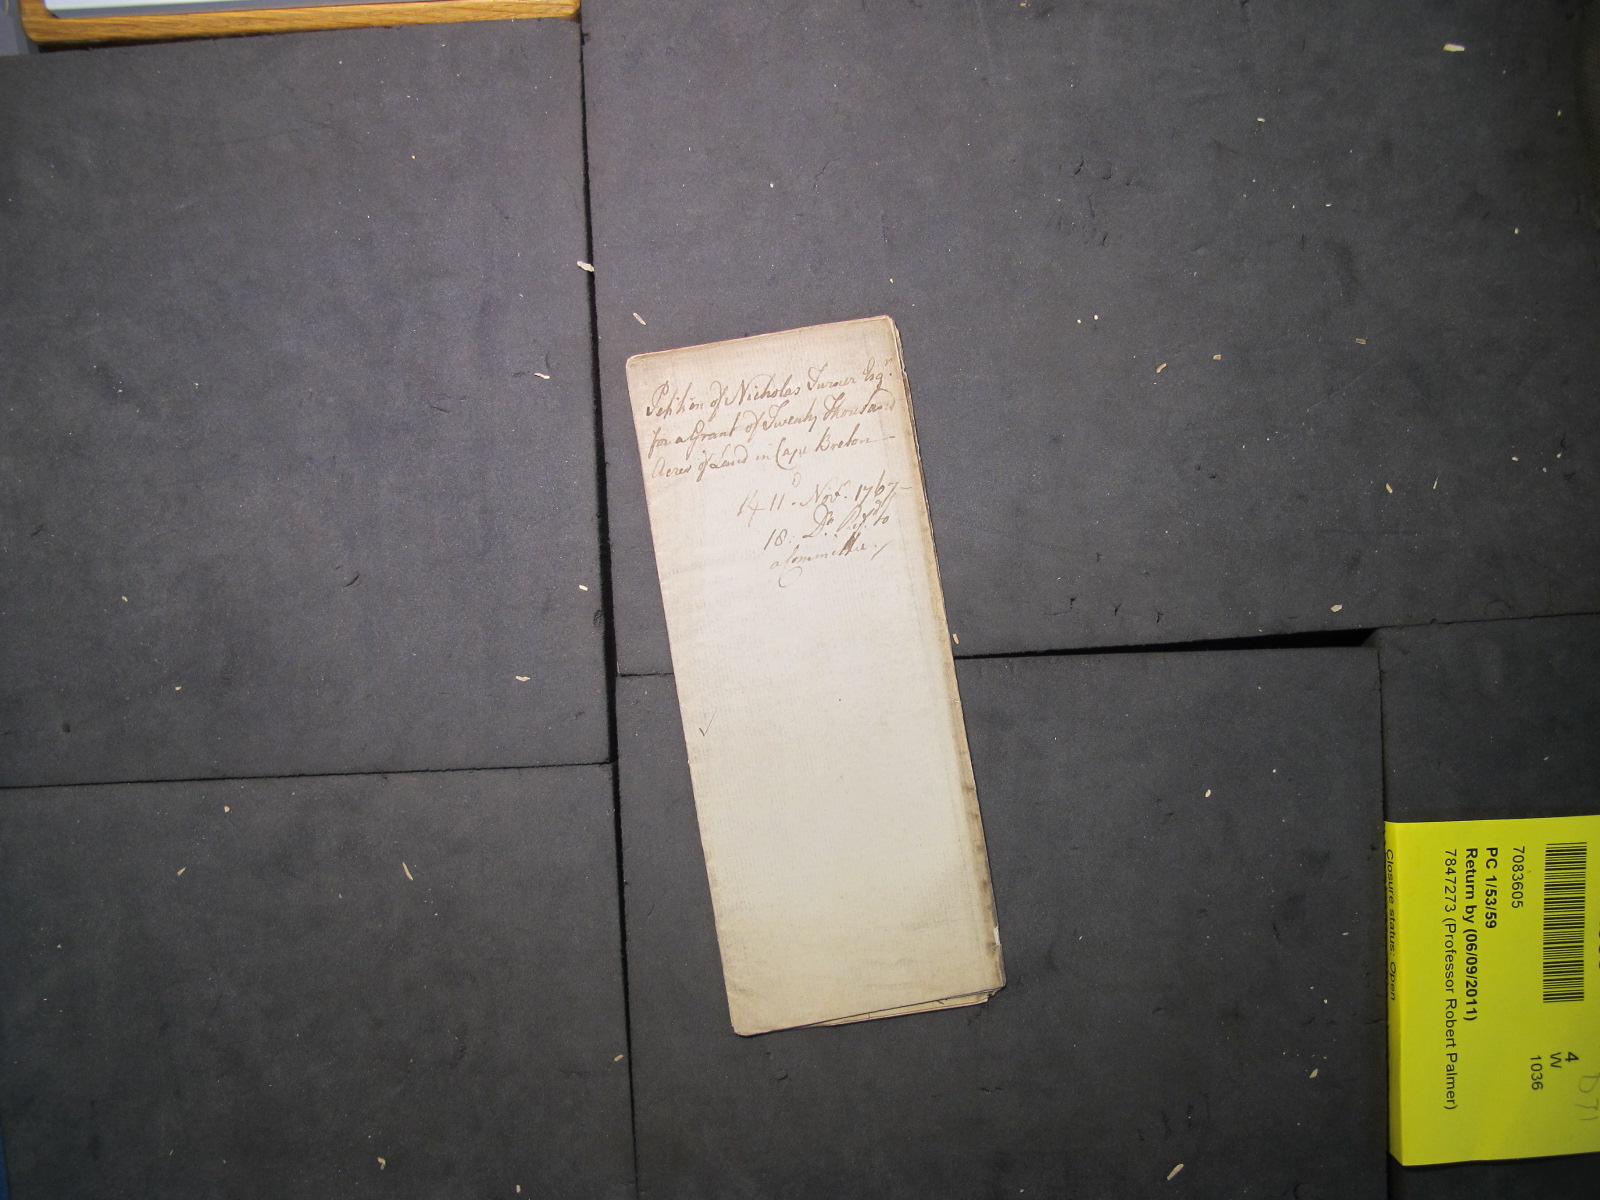 Petition of Nicholas Turner Esqr.
for a Grant of Twenty Thousand
Acres of Land in Cape Breton
11. Novr. 1767
18. Do. Refd. to
a Committee.
7083605
PC 1/53/59
Return by (06/09/2011)
7847273 (Professor Robert Palmer)
Closure status: Open
4
W
1036